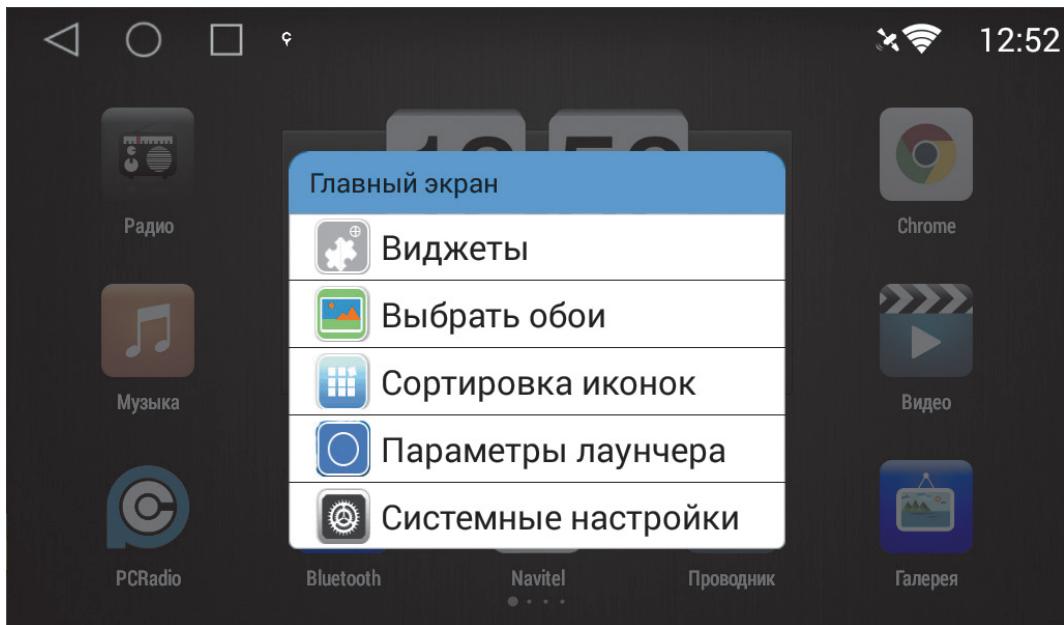 12:52
Радио
Chrome
Главный экран
Виджеты
Выбрать обои
Сортировка иконок
Параметры лаунчера
Системные настройки
Музыка
Видео
PCRadio
Bluetooth
Navitel
Проводник
Галерея